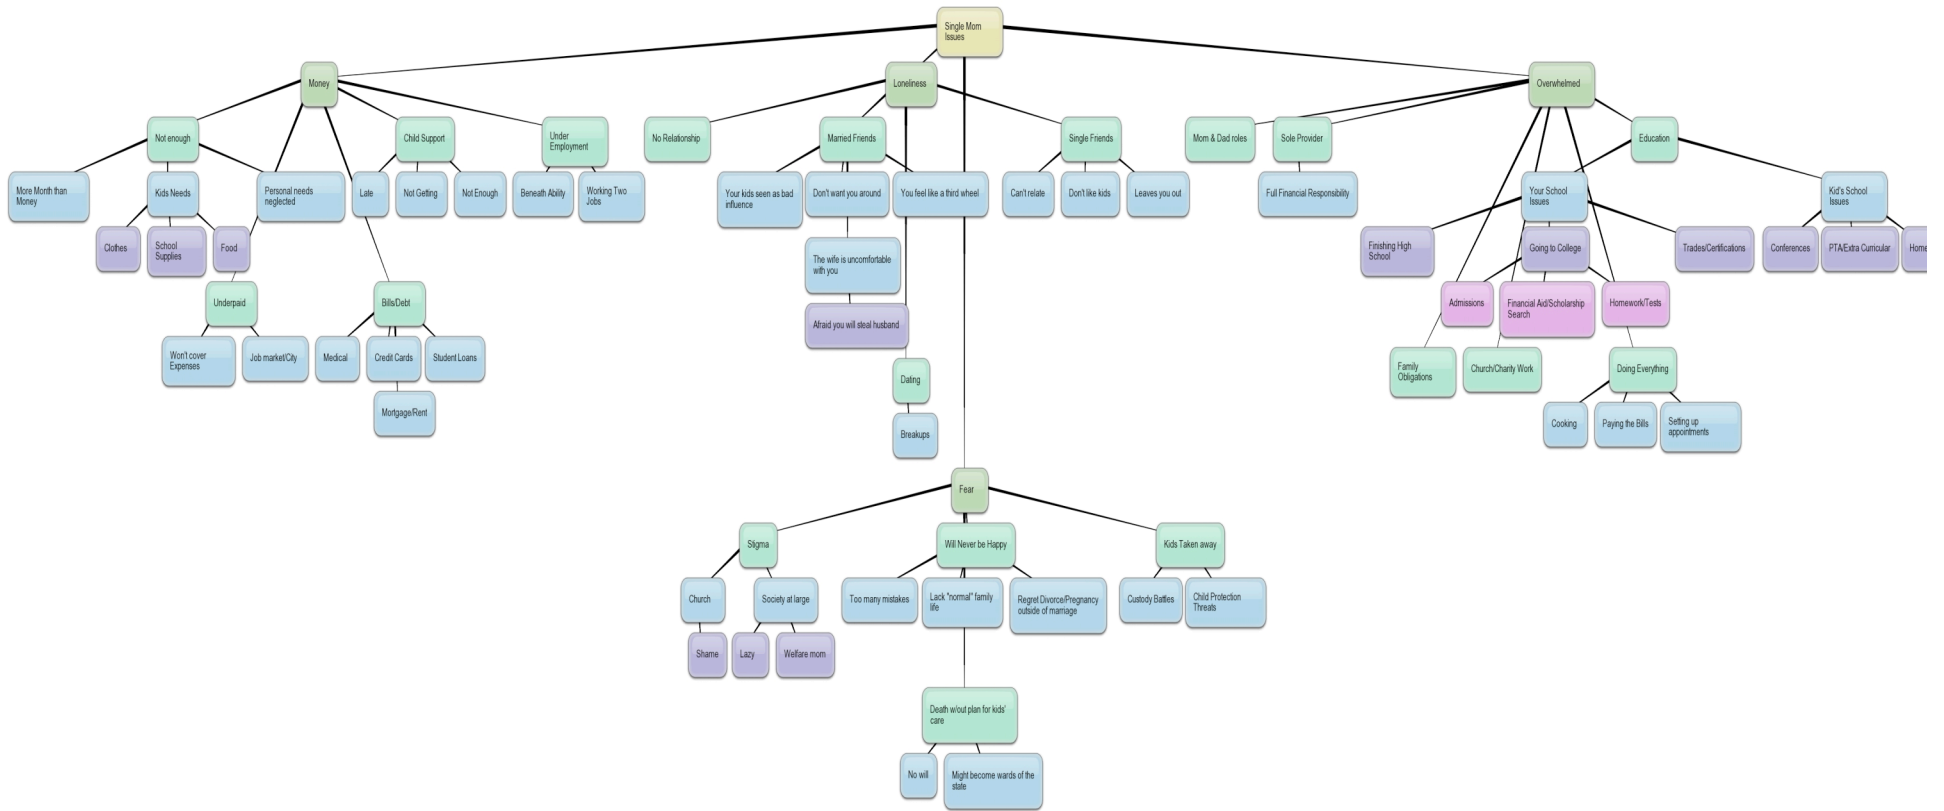 Single Mom
Issues
Money
Loneliness
Overwhelmed
Not enough
Child Support
Under
Employment
No Relationship
Married Friends
Single Friends
Mom & Dad roles
Sole Provider
Education
More Month than
Money
Kids Needs
Personal needs
neglected
Late
Not Getting
Not Enough
Beneath Ability
Working Two
Jobs
Your kids seen as bad
influence
Don't want you around
You feel like a third wheel
Can't relate
Don't like kids
Leaves you out
Full Financial Responsibility
Your School
Issues
Kid's School
Issues
Clothes
School
Supplies
Food
The wife is uncomfortable
with you
Finishing High
School
Going to College
Trades/Certifications
Conferences
PTA/Extra Curricular
Home
Underpaid
Bills/Debt
Afraid you will steal husband
Admissions
Financial Aid/Scholarship
Search
Homework/Tests
Won't cover
Expenses
Job market/City
Medical
Credit Cards
Student Loans
Dating
Family
Obligations
Church/Charity Work
Doing Everything
Mortgage/Rent
Breakups
Cooking
Paying the Bills
Setting up
appointments
Fear
Stigma
Will Never be Happy
Kids Taken away
Church
Society at large
Too many mistakes
Lack "normal" family
life
Regret Divorce/Pregnancy
outside of marriage
Custody Battles
Child Protection
Threats
Shame
Lazy
Welfare mom
Death w/out plan for kids'
care
No will
Might become wards of the
state